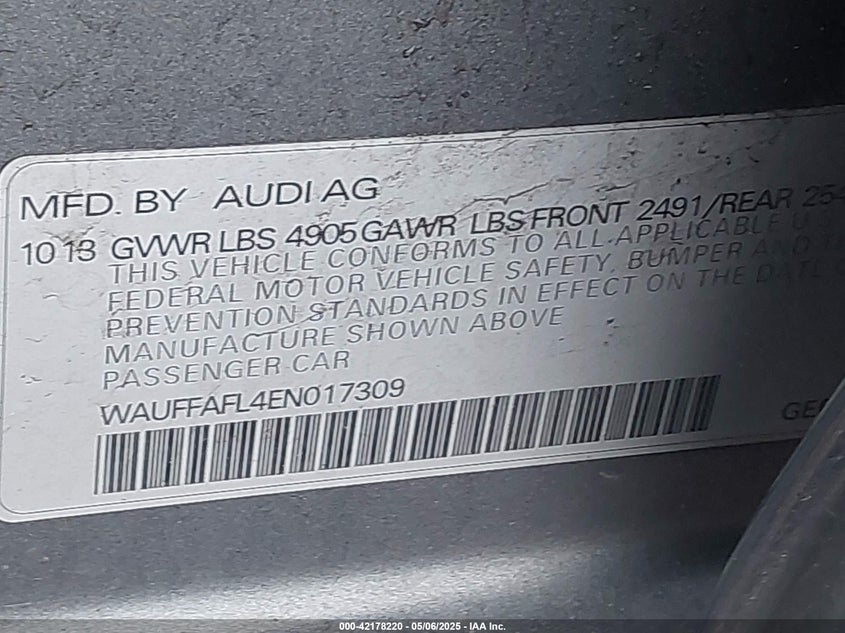 MFD. BY AUDI AG
10 13 GVWR LBS 4905 GAWR LBS FRONT 2491/REAR
THIS VEHICLE CONFORMS TO ALL APPLICABLE
FEDERAL MOTOR VEHICLE SAFETY, BUMPER AND
PREVENTION STANDARDS IN EFFECT ON THE DATE
MANUFACTURE SHOWN ABOVE
PASSENGER CAR
WAUFFAFL4EN017309
000-42178220 - 05/06/2025 - IAA Inc.